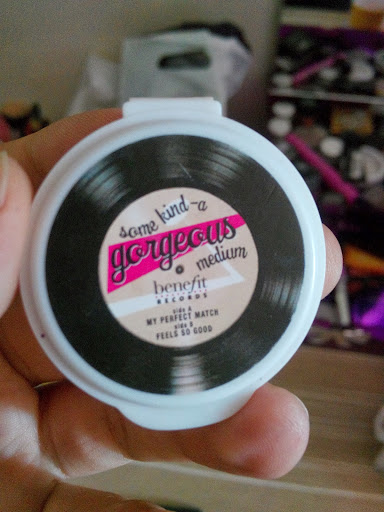 some kind-a
gorgeous
medium
benefit
RECORDS
side A
MY PERFECT MATCH
side B
FEELS SO GOOD